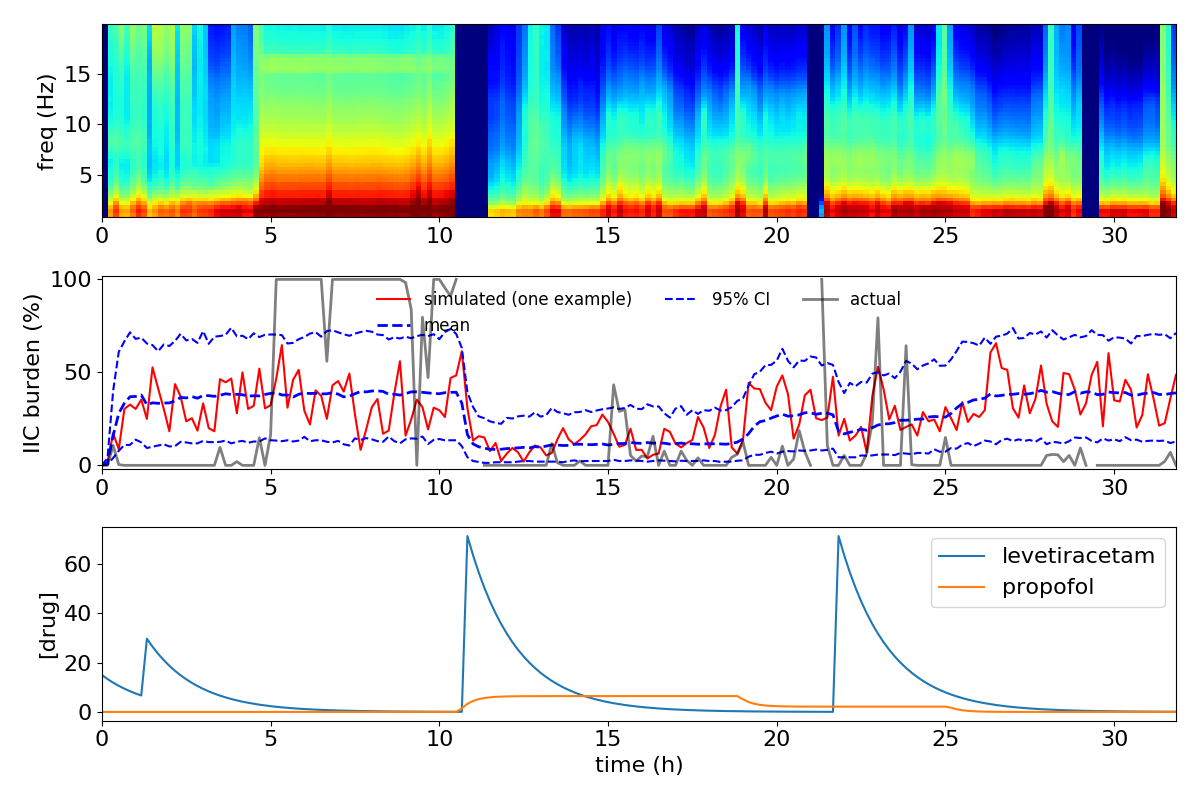 freq (Hz)
15
10
5
0 5 10 15 20 25 30
IIC burden (%)
100
50
0
simulated (one example) 95% CI actual
mean
0 5 10 15 20 25 30
[drug]
60
40
20
0
levetiracetam
propofol
0 5 10 15 20 25 30
time (h)